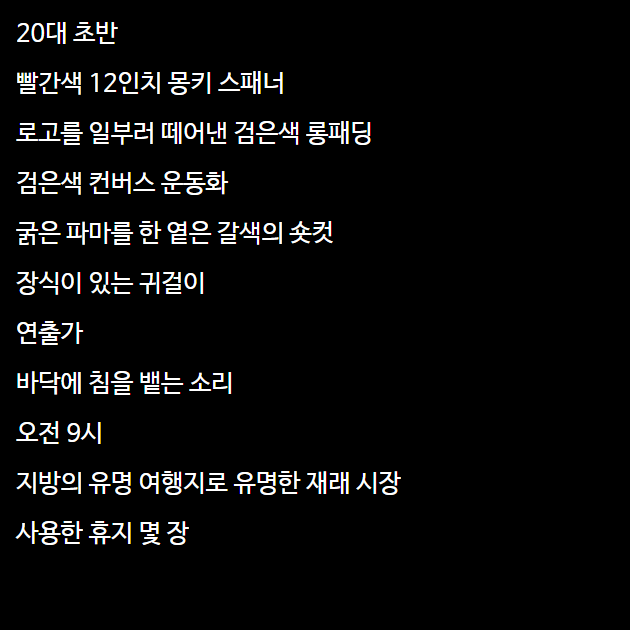 20대 초반
빨간색 12인치 몽키 스패너
로고를 일부러 떼어낸 검은색 롱패딩
검은색 컨버스 운동화
굵은 파마를 한 옅은 갈색의 숏컷
장식이 있는 귀걸이
연출가
바닥에 침을 뱉는 소리
오전 9시
지방의 유명 여행지로 유명한 재래 시장
사용한 휴지 몇 장